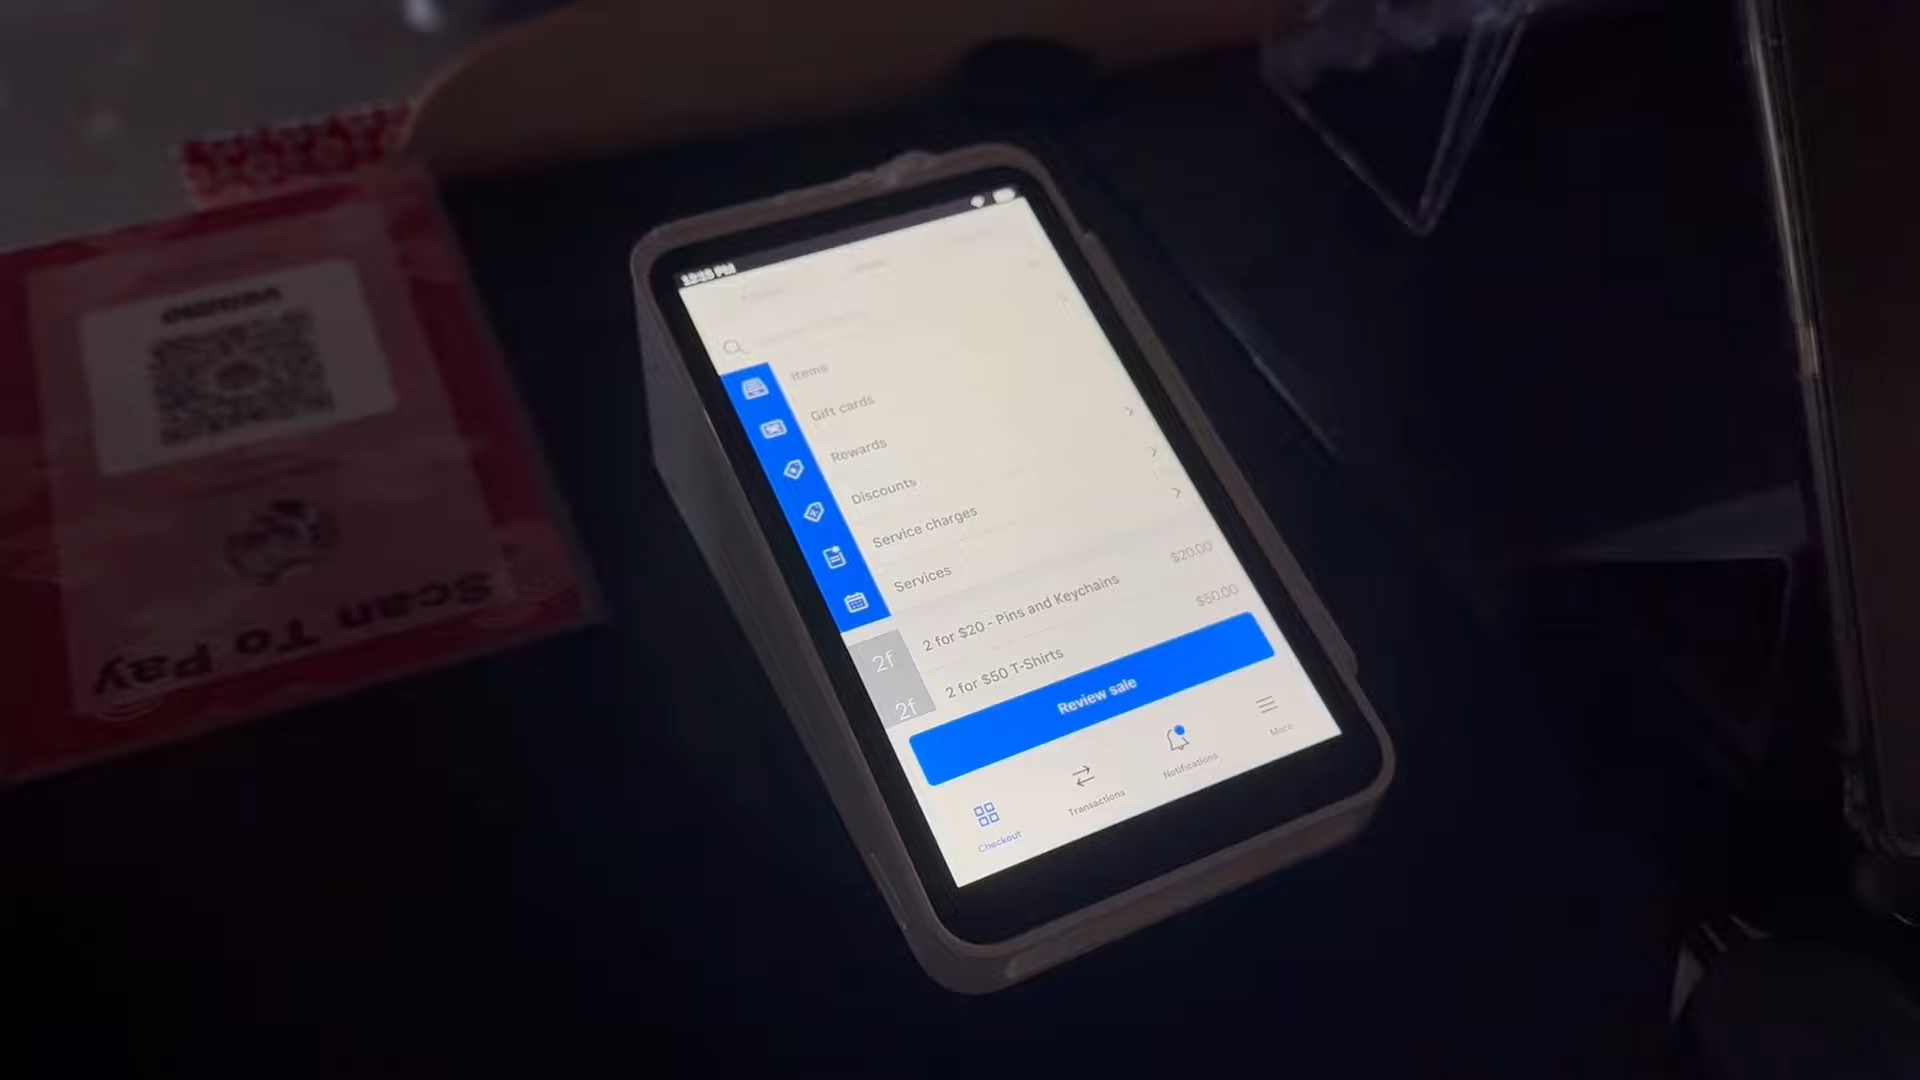 Items
Gift cards
Rewards
Discounts
Service charges
Services
2f 2 for $20 - Pins and Keychains $20.00
2f 2 for $50 T-Shirts $50.00
Review sale
Checkout Transactions Notifications More
venmo
Scan To Pay